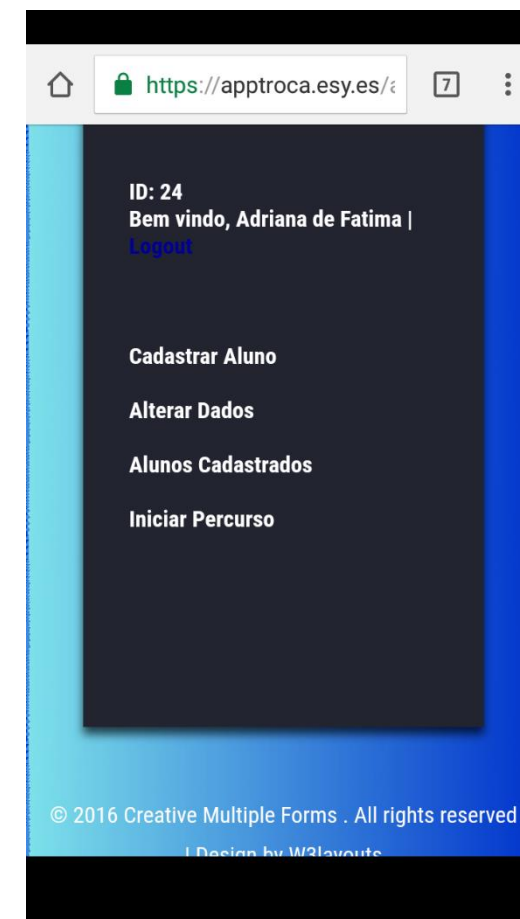 https://apptroca.esy.es/a
7
ID: 24
Bem vindo, Adriana de Fatima |
Logout
Cadastrar Aluno
Alterar Dados
Alunos Cadastrados
Iniciar Percurso
© 2016 Creative Multiple Forms . All rights reserved
| Design by W3layouts